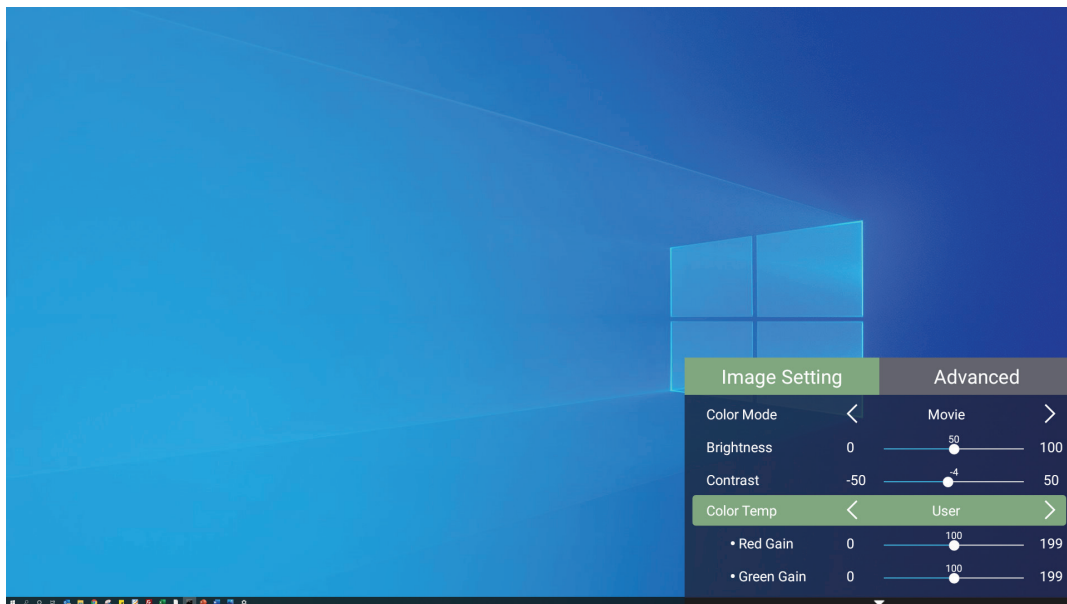 Image Setting Advanced
Color Mode Movie
Brightness 0 50 100
Contrast -50 -4 50
Color Temp User
• Red Gain 0 100 199
• Green Gain 0 100 199